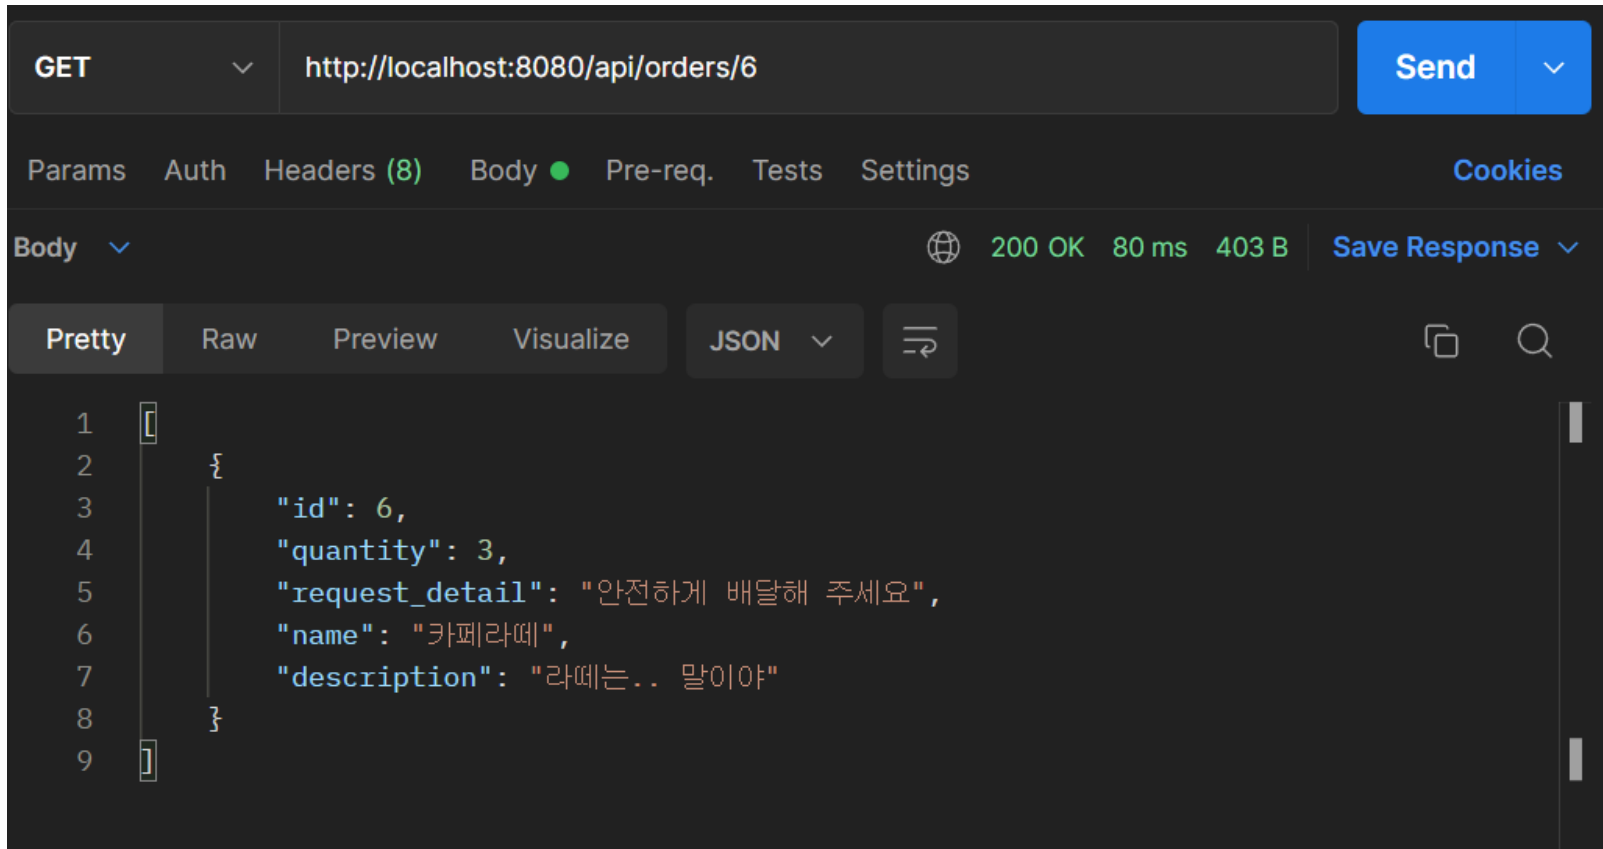 GET http://localhost:8080/api/orders/6 Send
Params Auth Headers (8) Body Pre-req. Tests Settings Cookies
Body 200 OK 80 ms 403 B Save Response
Pretty Raw Preview Visualize JSON
1 [
2 {
3 "id": 6,
4 "quantity": 3,
5 "request_detail": "안전하게 배달해 주세요",
6 "name": "카페라떼",
7 "description": "라떼는.. 말이야"
8 }
9 ]